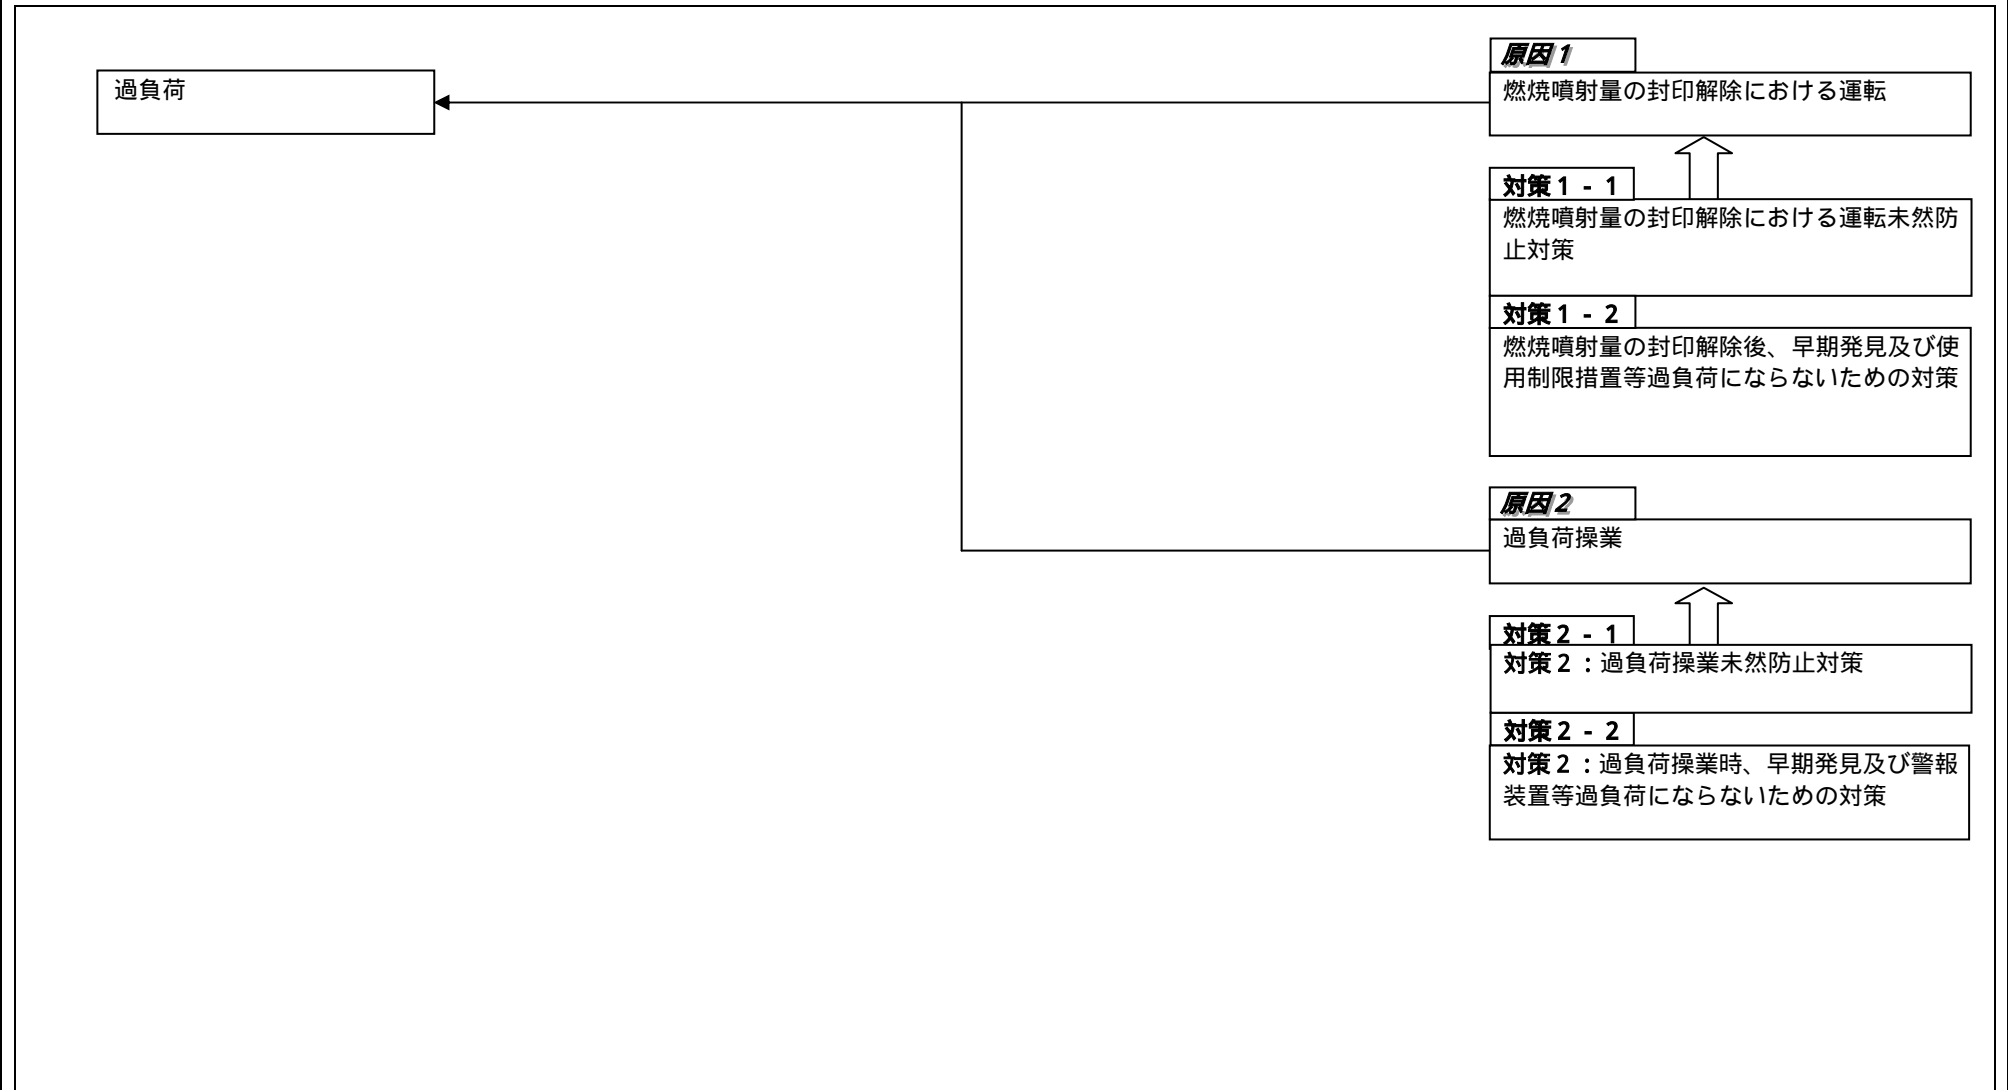 過負荷
原因1
燃焼噴射量の封印解除における運転
対策1 - 1
燃焼噴射量の封印解除における運転未然防
止対策
対策1 - 2
燃焼噴射量の封印解除後、早期発見及び使
用制限措置等過負荷にならないための対策
原因2
過負荷操業
対策2 - 1
対策2：過負荷操業未然防止対策
対策2 - 2
対策2：過負荷操業時、早期発見及び警報
装置等過負荷にならないための対策